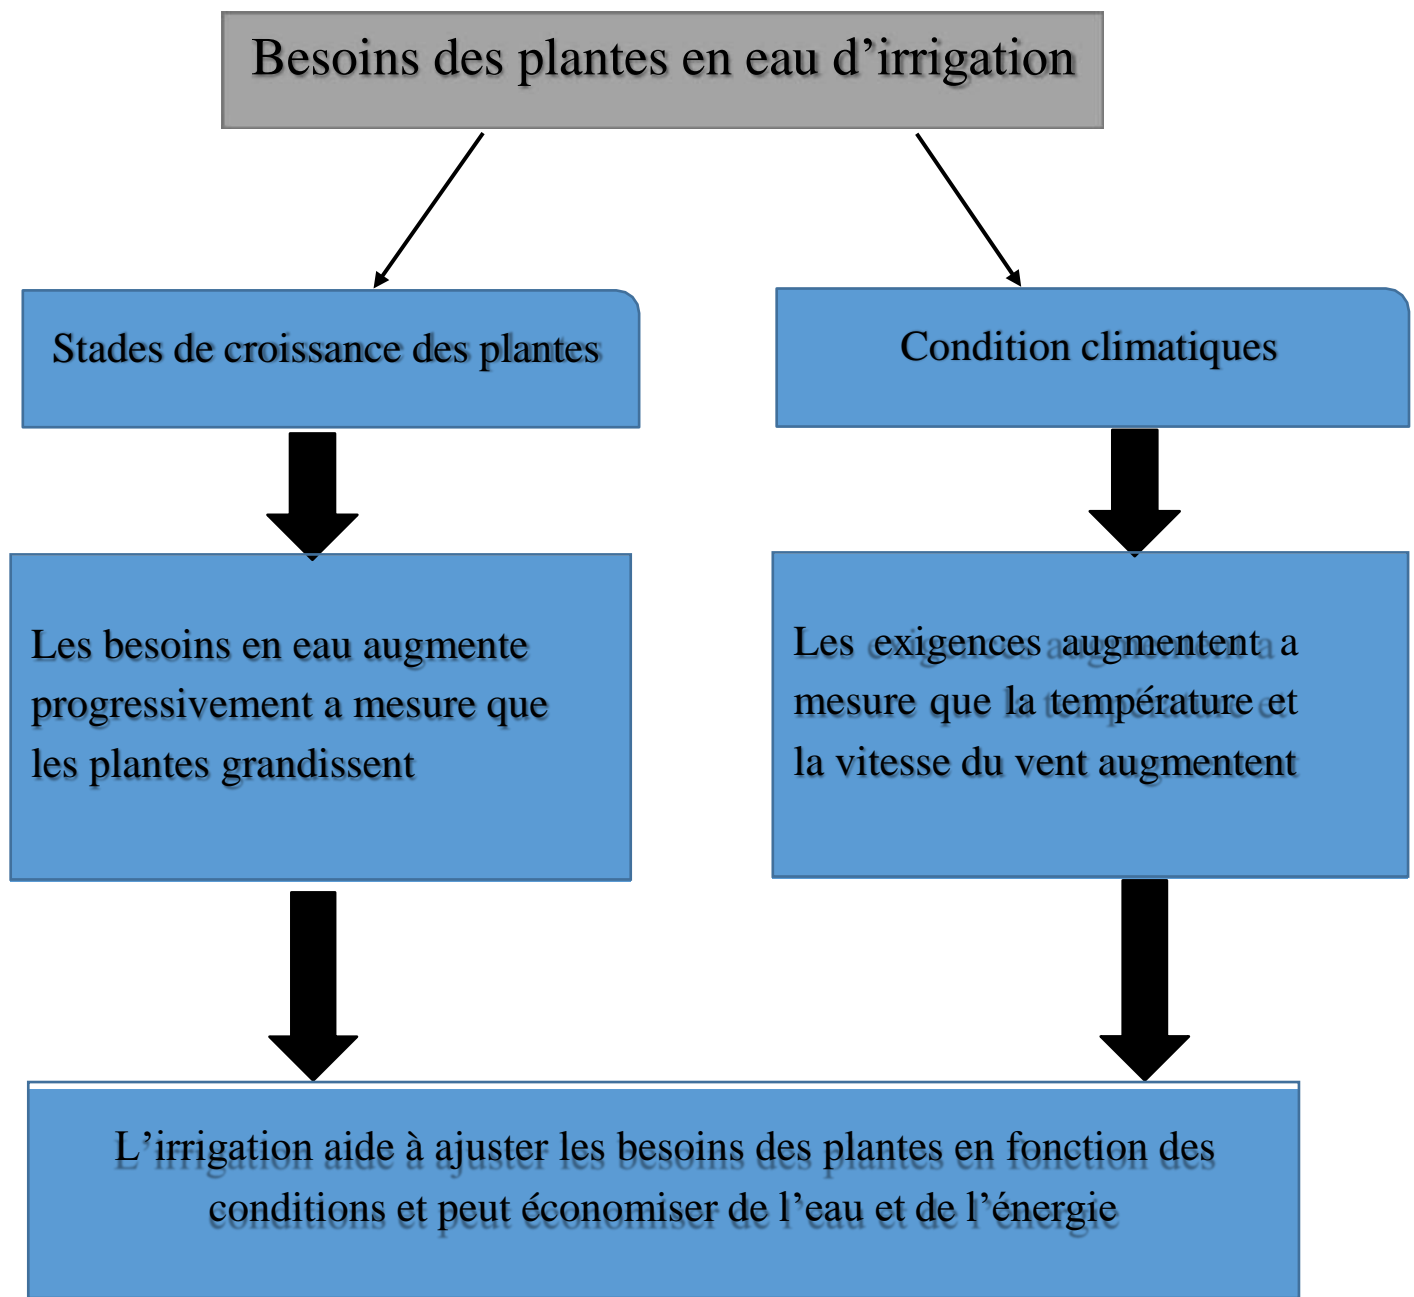 Besoins des plantes en eau d’irrigation
Stades de croissance des plantes
Condition climatiques
Les besoins en eau augmente
progressivement a mesure que
les plantes grandissent
Les exigences augmentent a
mesure que la température et
la vitesse du vent augmentent
L’irrigation aide à ajuster les besoins des plantes en fonction des
conditions et peut économiser de l’eau et de l’énergie